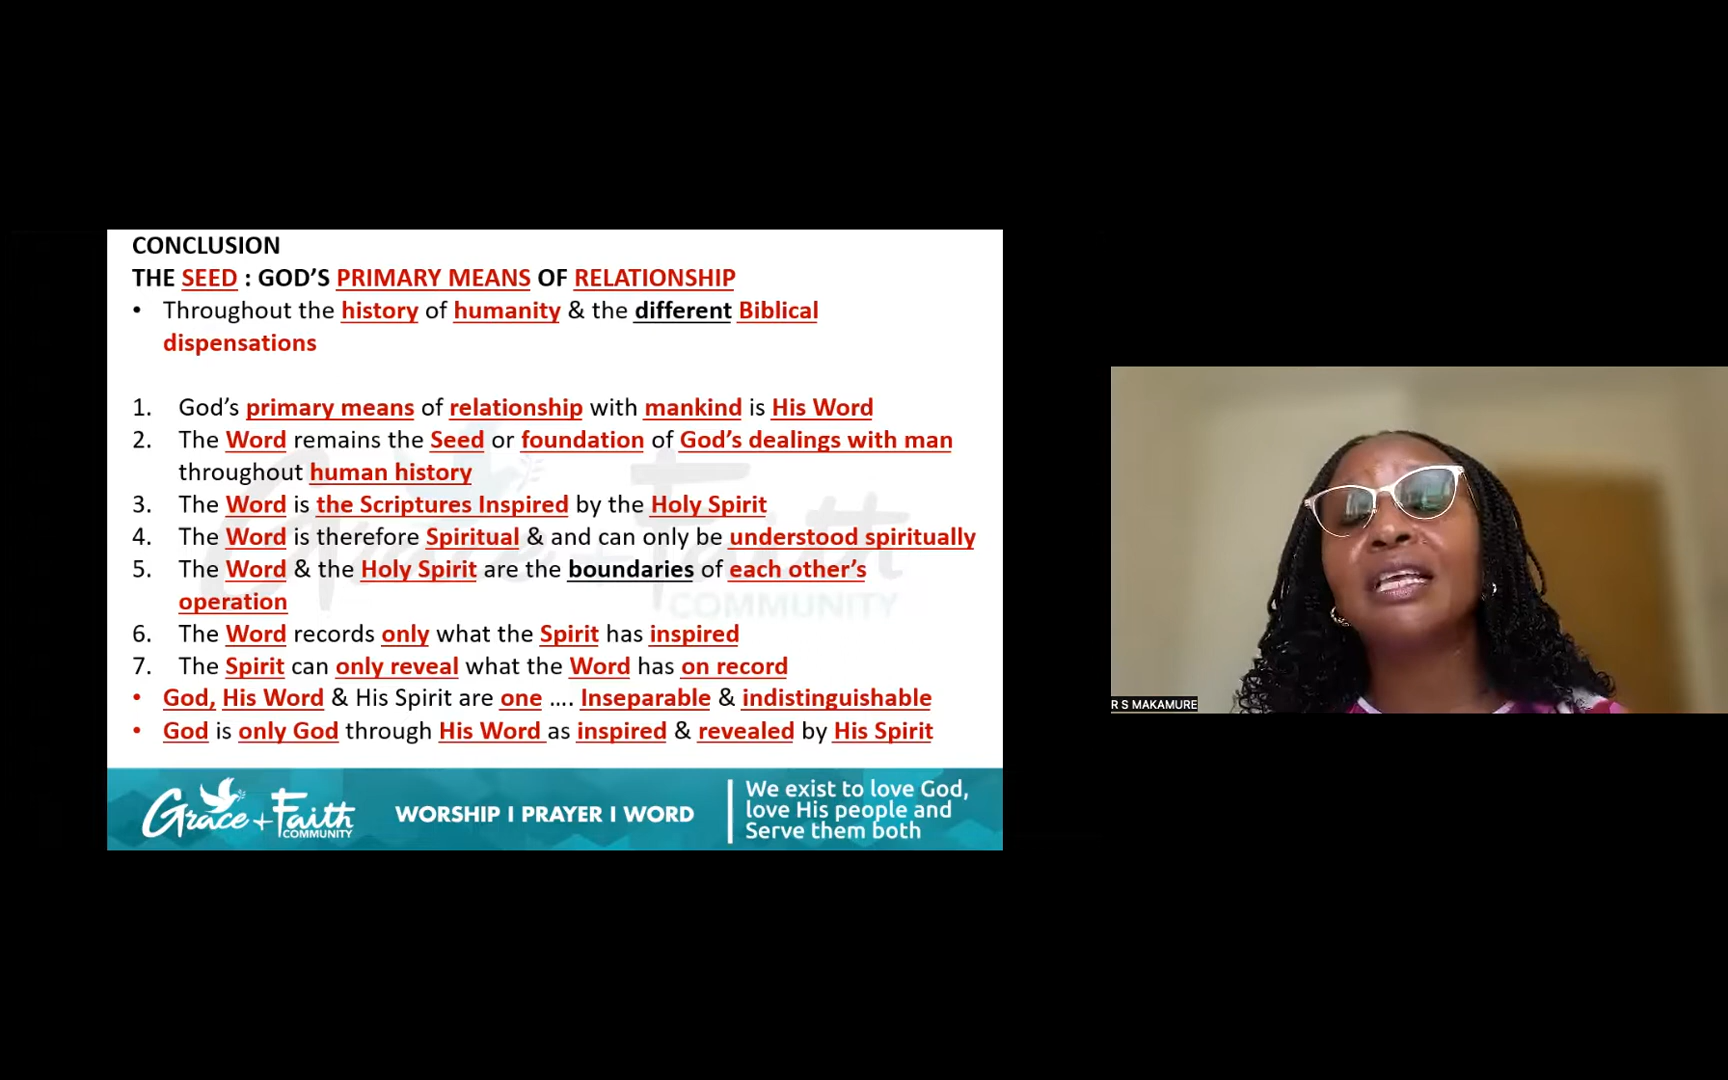 CONCLUSION
THE SEED : GOD'S PRIMARY MEANS OF RELATIONSHIP
• Throughout the history of humanity & the different Biblical
dispensations
1. God's primary means of relationship with mankind is His Word
2. The Word remains the Seed or foundation of God's dealings with man
throughout human history
3. The Word is the Scriptures Inspired by the Holy Spirit
4. The Word is therefore Spiritual & and can only be understood spiritually
5. The Word & the Holy Spirit are the boundaries of each other's
operation
6. The Word records only what the Spirit has inspired
7. The Spirit can only reveal what the Word has on record
• God, His Word & His Spirit are one .... Inseparable & indistinguishable
• God is only God through His Word as inspired & revealed by His Spirit
Grace + Faith
COMMUNITY
Grace + Faith
COMMUNITY
WORSHIP I PRAYER I WORD
We exist to love God,
love His people and
Serve them both
R S MAKAMURE